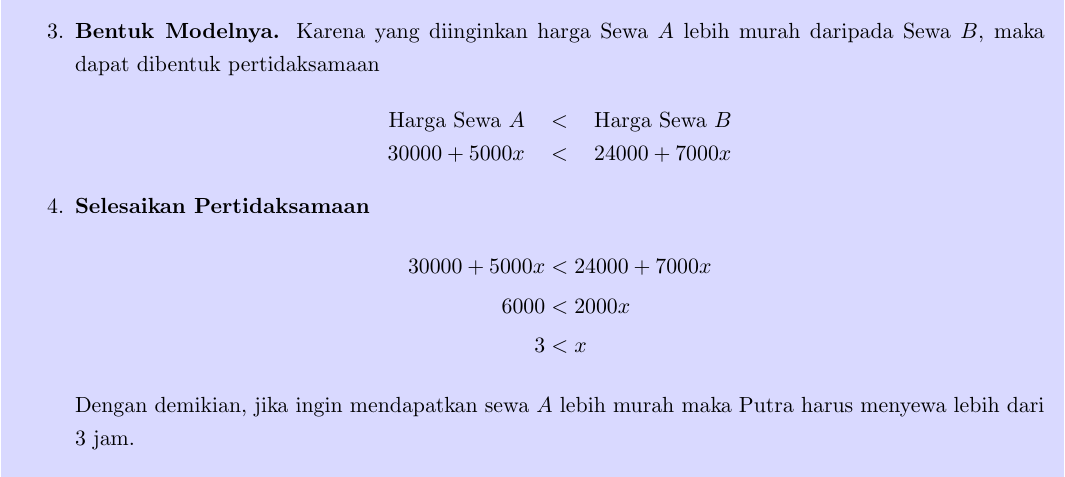 3. Bentuk Modelnya. Karena yang diinginkan harga Sewa A lebih murah daripada Sewa B, maka
dapat dibentuk pertidaksamaan
Harga Sewa A < Harga Sewa B
30000 + 5000x < 24000 + 7000x
4. Selesaikan Pertidaksamaan
30000 + 5000x < 24000 + 7000x
6000 < 2000x
3 < x
Dengan demikian, jika ingin mendapatkan sewa A lebih murah maka Putra harus menyewa lebih dari
3 jam.